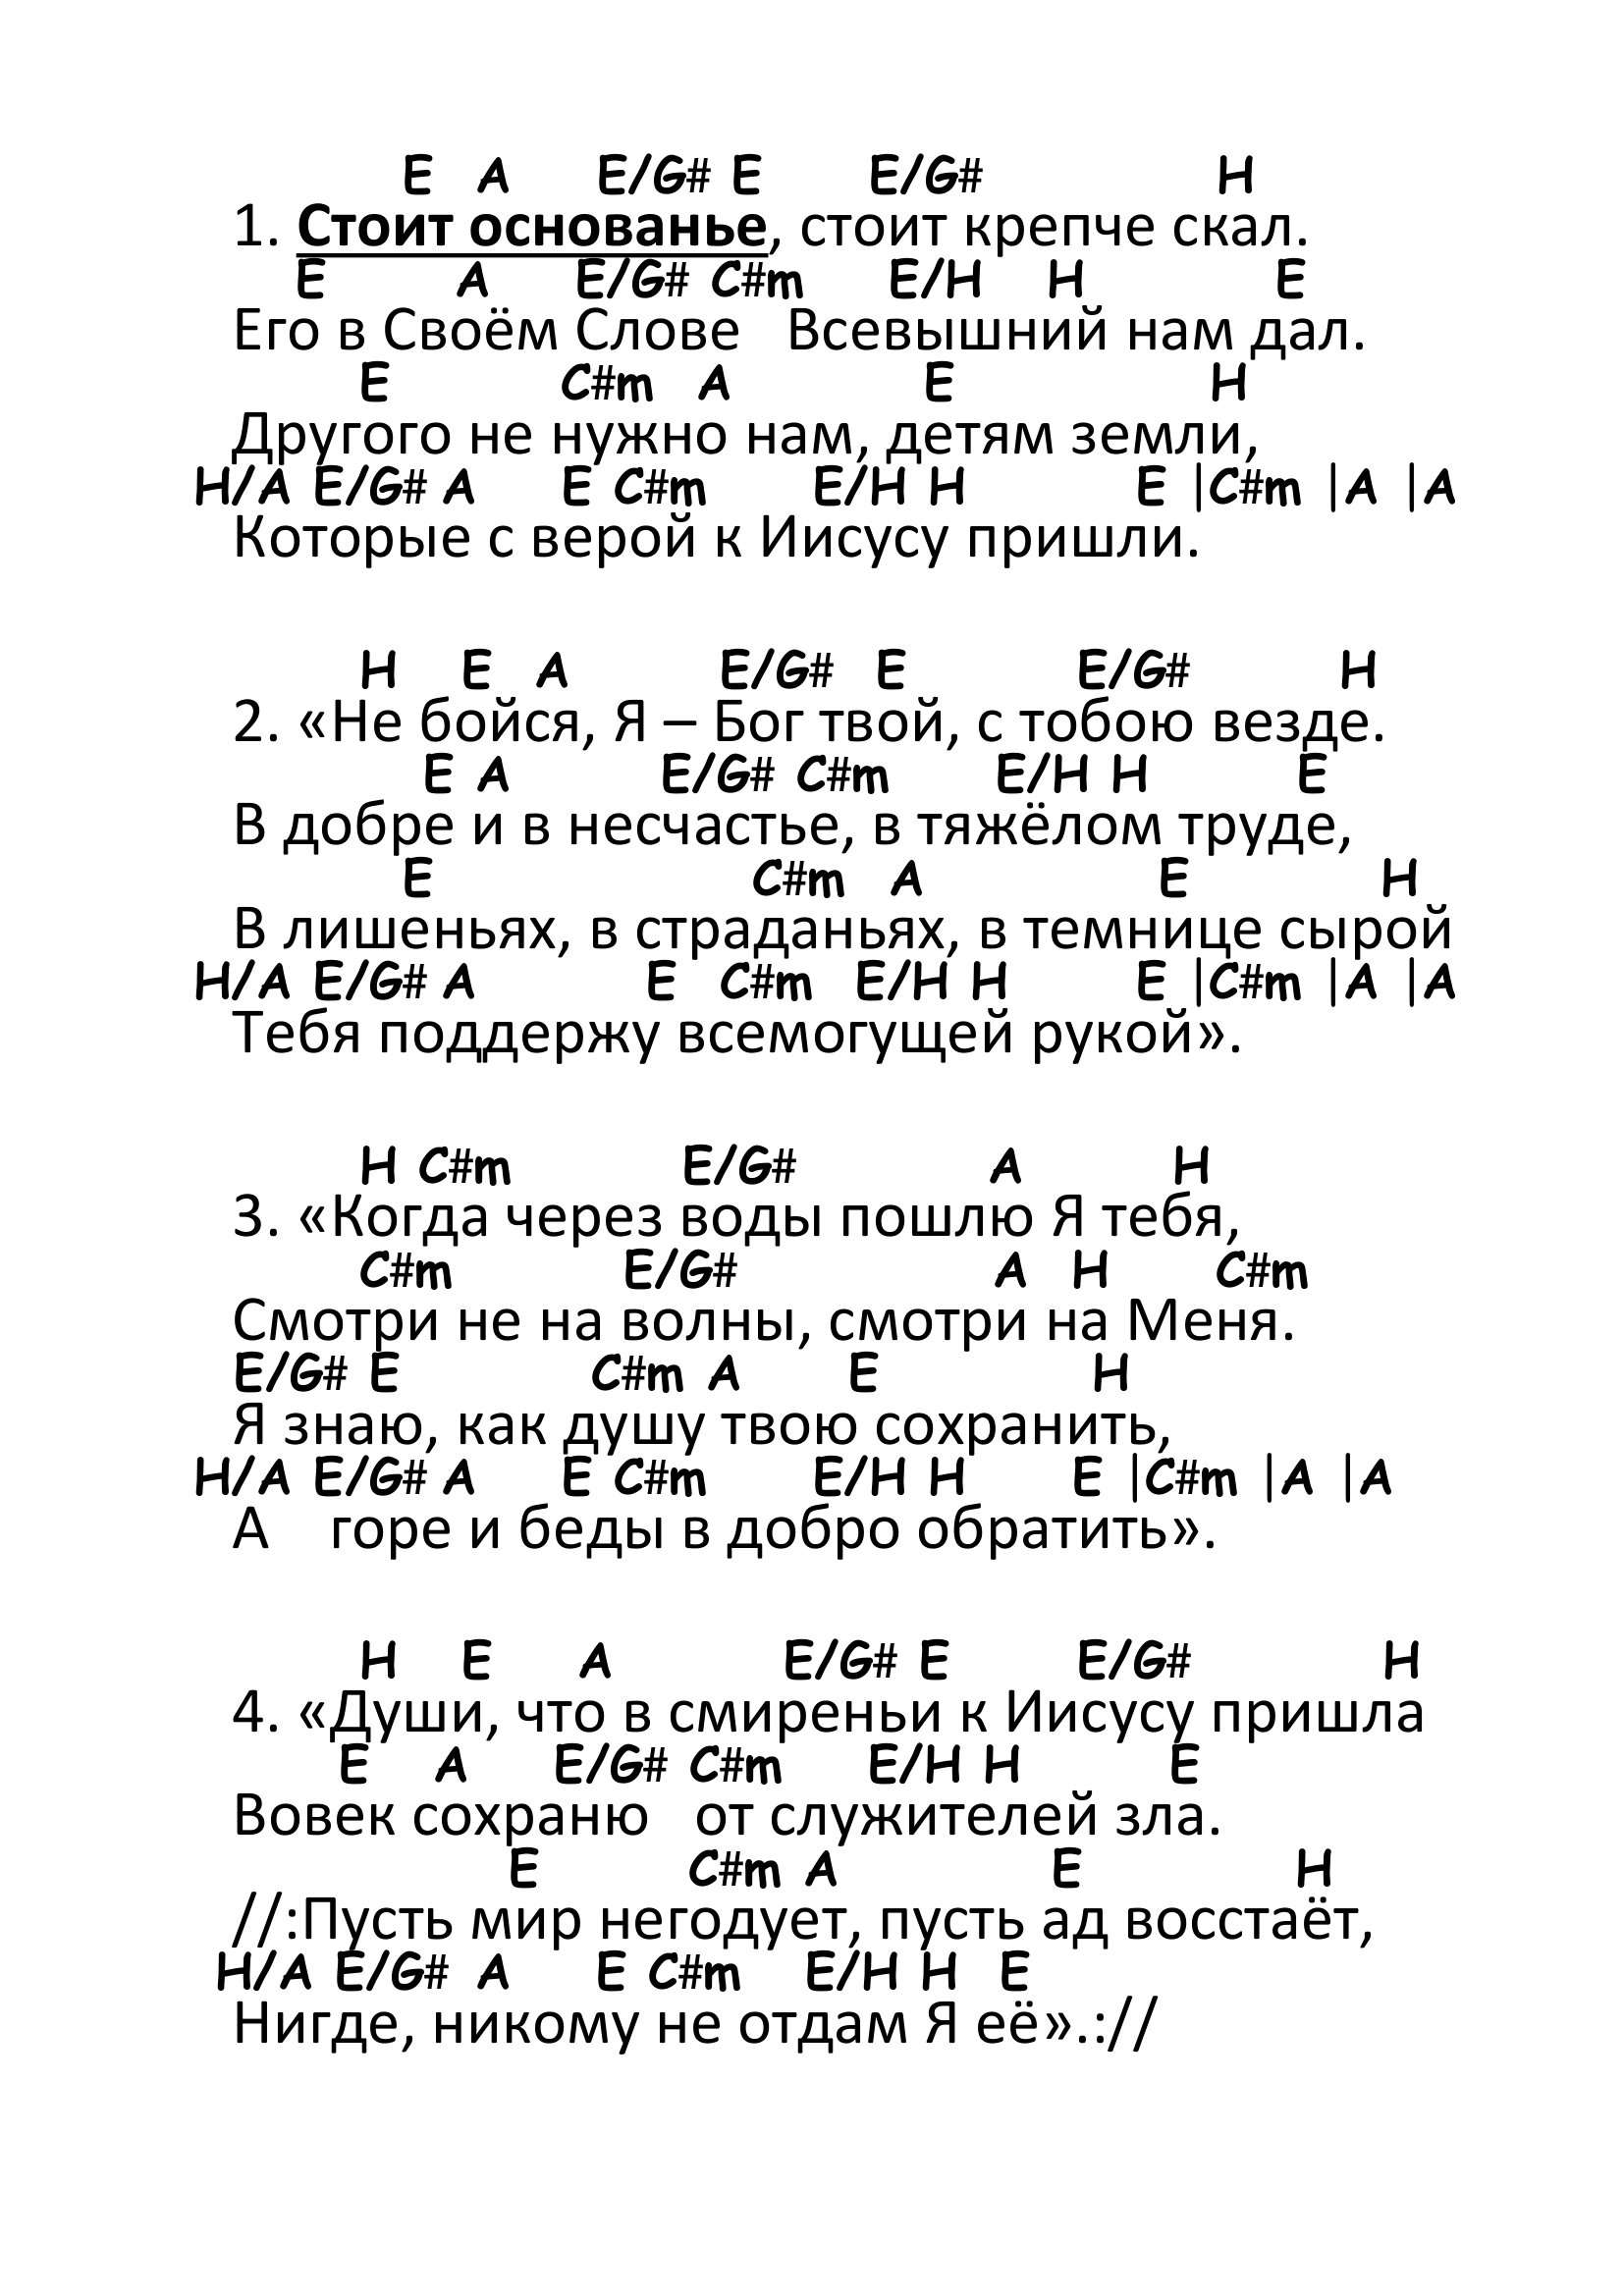 E A E/G# E E/G# H
1. Стоит основанье, стоит крепче скал.
E A E/G# C#m E/H H E
Его в Своём Слове Всевышний нам дал.
E C#m A E H
Другого не нужно нам, детям земли,
H/A E/G# A E C#m E/H H E |C#m |A |A
Которые с верой к Иисусу пришли.
H E A E/G# E E/G# H
2. «Не бойся, Я – Бог твой, с тобою везде.
E A E/G# C#m E/H H E
В добре и в несчастье, в тяжёлом труде,
E C#m A E H
В лишеньях, в страданьях, в темнице сырой
H/A E/G# A E C#m E/H H E |C#m |A |A
Тебя поддержу всемогущей рукой».
H C#m E/G# A H
3. «Когда через воды пошлю Я тебя,
C#m E/G# A H C#m
Смотри не на волны, смотри на Меня.
E/G# E C#m A E H
Я знаю, как душу твою сохранить,
H/A E/G# A E C#m E/H H E |C#m |A |A
А горе и беды в добро обратить».
H E A E/G# E E/G# H
4. «Души, что в смиреньи к Иисусу пришла
E A E/G# C#m E/H H E
Вовек сохраню от служителей зла.
E C#m A E H
//:Пусть мир негодует, пусть ад восстаёт,
H/A E/G# A E C#m E/H H E
Нигде, никому не отдам Я её».://